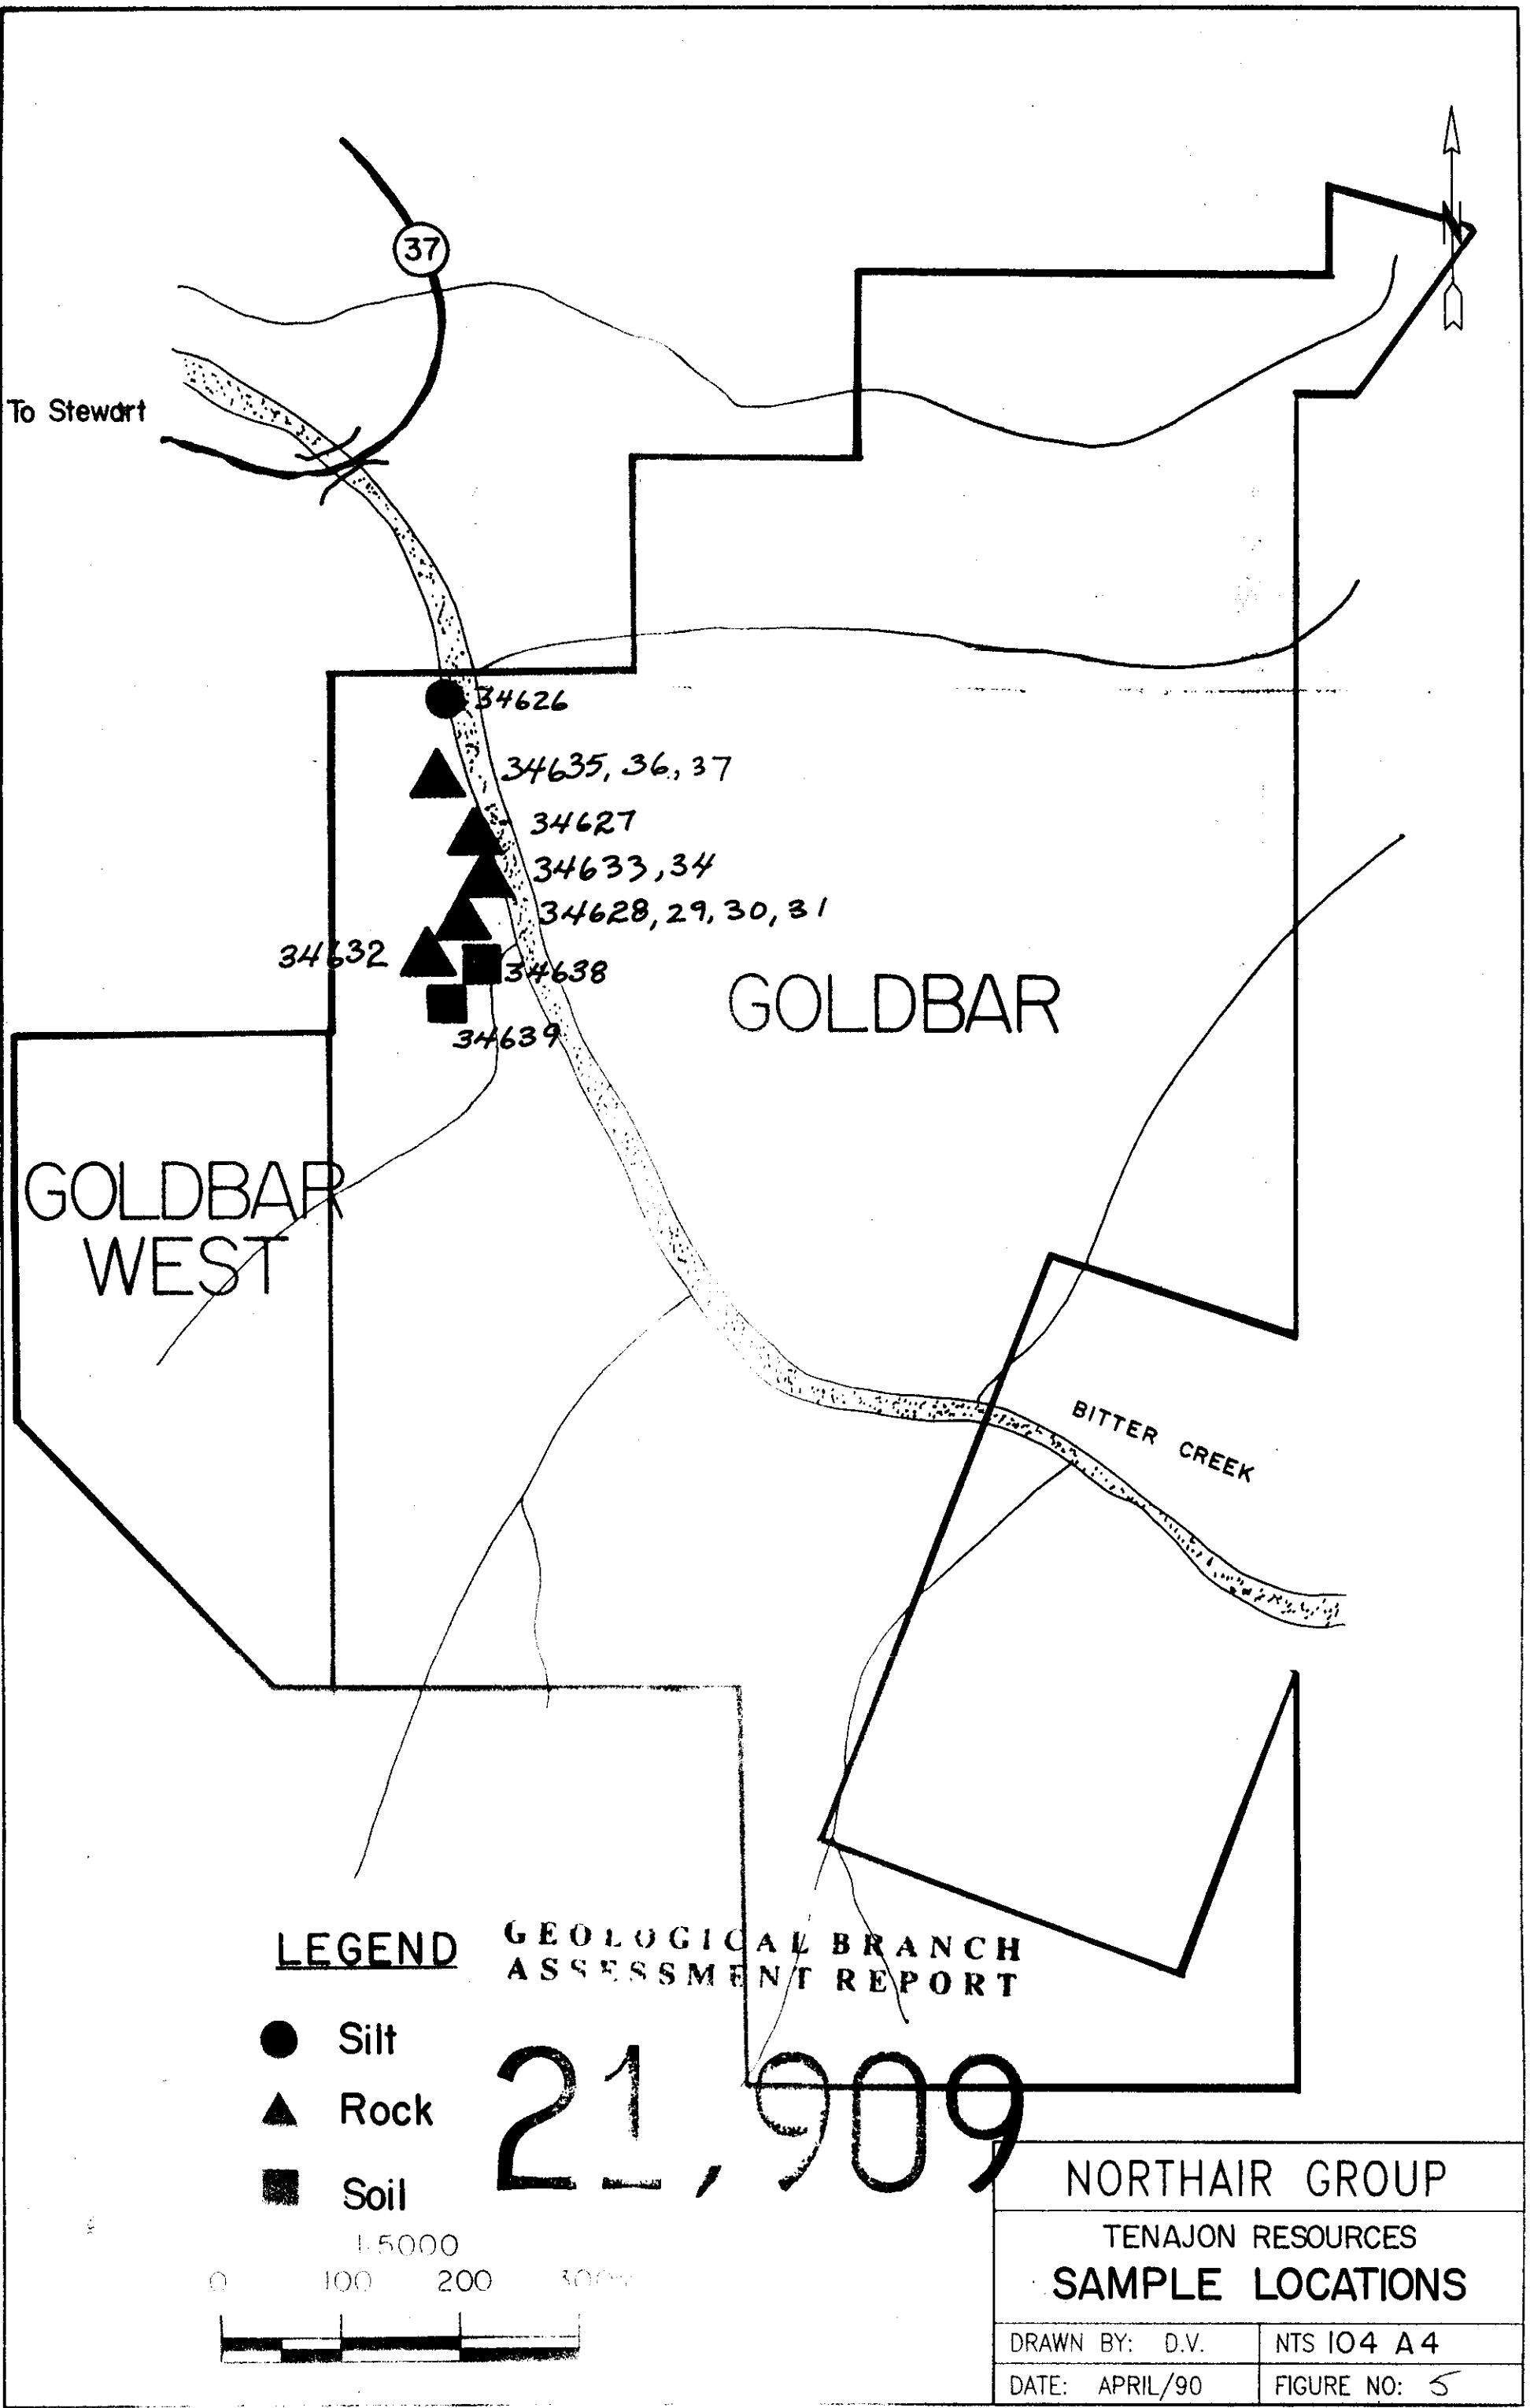 37
N
To Stewart
34626
34635, 36, 37
34627
34633, 34
34628, 29, 30, 31
34632
34638
34639
GOLDBAR
GOLDBAR
WEST
BITTER CREEK
LEGEND
Silt
Rock
Soil
GEOLOGICAL BRANCH
ASSESSMENT REPORT
21,909
1:5000
0 100 200 300m
NORTHAIR GROUP
TENAJON RESOURCES
SAMPLE LOCATIONS
DRAWN BY: D.V.
NTS 104 A4
DATE: APRIL/90
FIGURE NO: 5